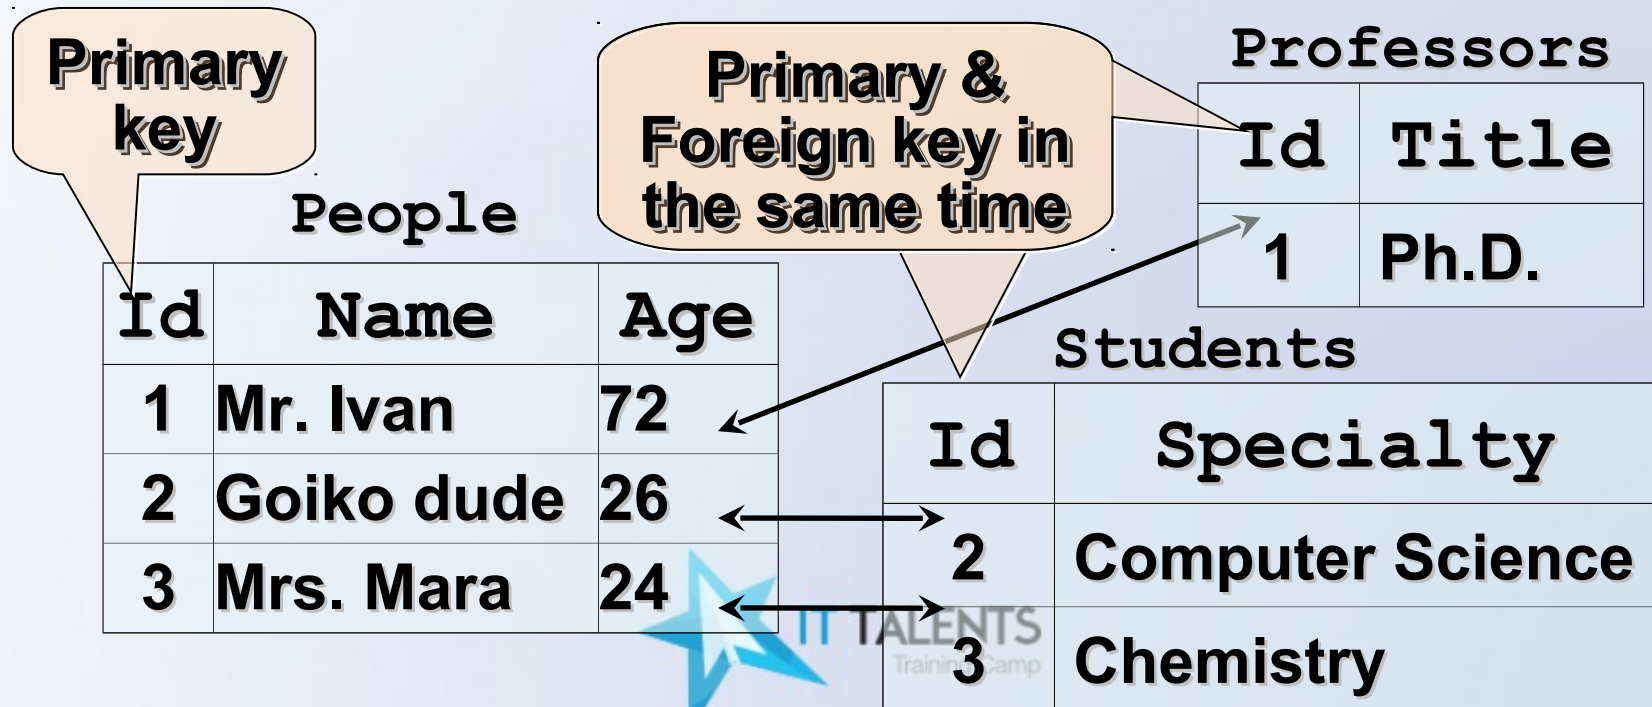 Primary
key
Primary &
Foreign key in
the same time
Professors
Id Title
1 Ph.D.
People
Id Name Age
1 Mr. Ivan 72
2 Goiko dude 26
3 Mrs. Mara 24
Students
Id Specialty
2 Computer Science
3 Chemistry
IT TALENTS
Training Camp